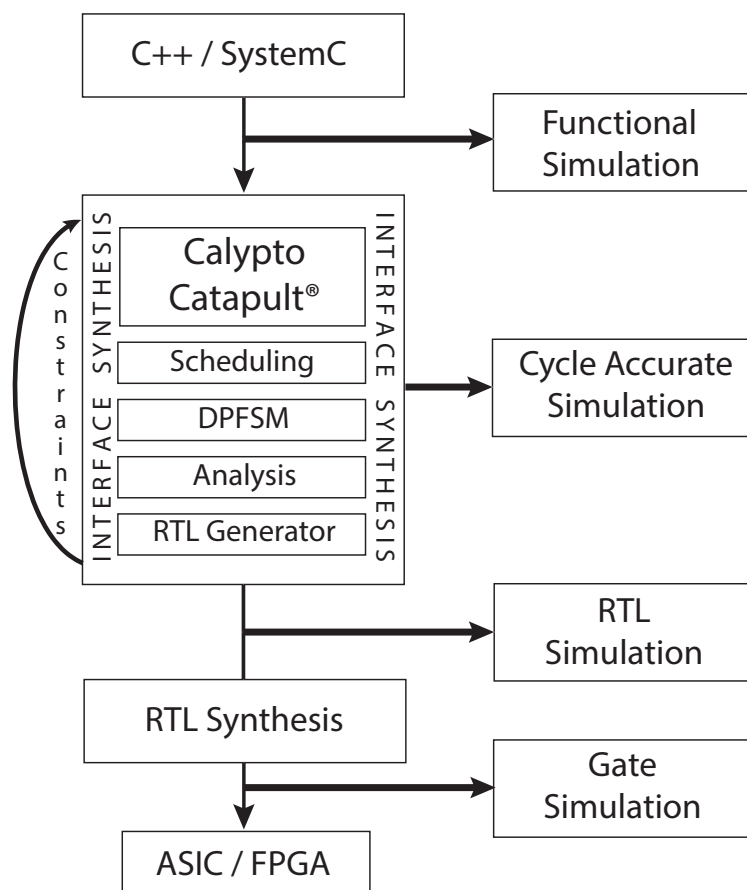 C++ / SystemC
Functional
Simulation
Constraints
INTERFACE SYNTHESIS
Calypto
Catapult®
Scheduling
DPFSM
Analysis
RTL Generator
INTERFACE SYNTHESIS
Cycle Accurate
Simulation
RTL
Simulation
RTL Synthesis
Gate
Simulation
ASIC / FPGA